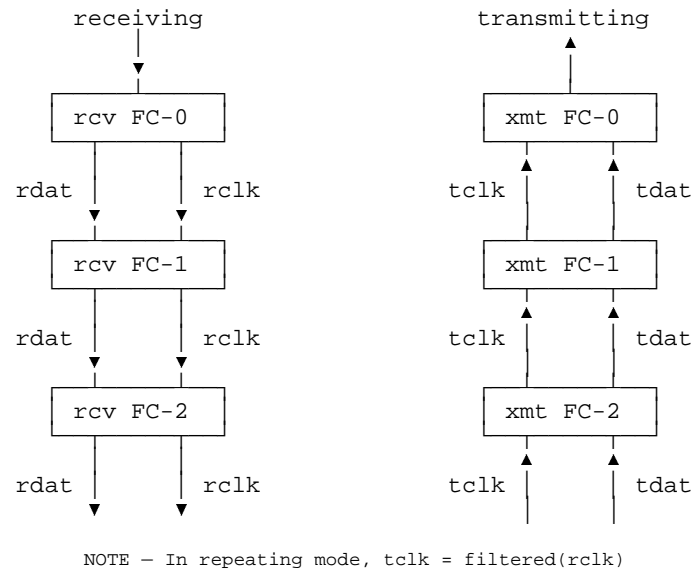 receiving transmitting
rcv FC-0 xmt FC-0
rdat rclk tclk tdat
rcv FC-1 xmt FC-1
rdat rclk tclk tdat
rcv FC-2 xmt FC-2
rdat rclk tclk tdat
NOTE — In repeating mode, tclk = filtered(rclk)